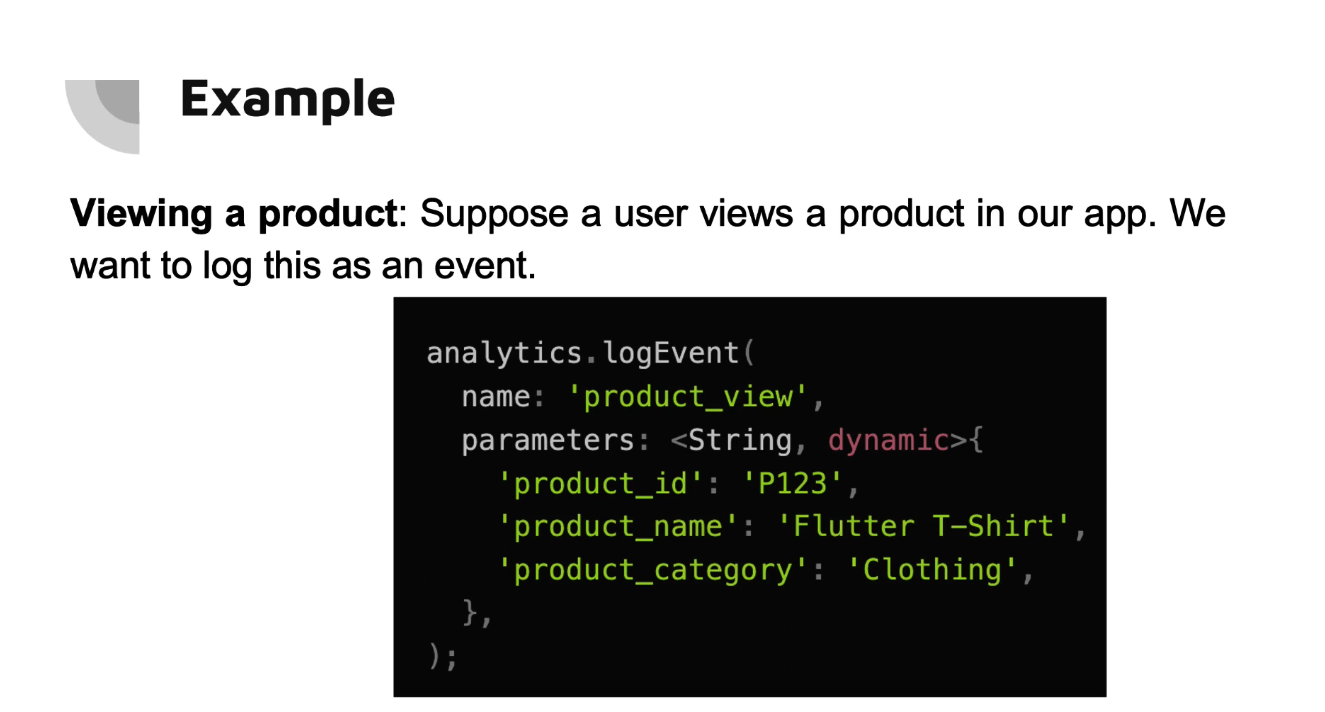 Example
Viewing a product: Suppose a user views a product in our app. We
want to log this as an event.
analytics.logEvent(
  name: 'product_view',
  parameters: <String, dynamic>{
    'product_id': 'P123',
    'product_name': 'Flutter T-Shirt',
    'product_category': 'Clothing',
  },
);